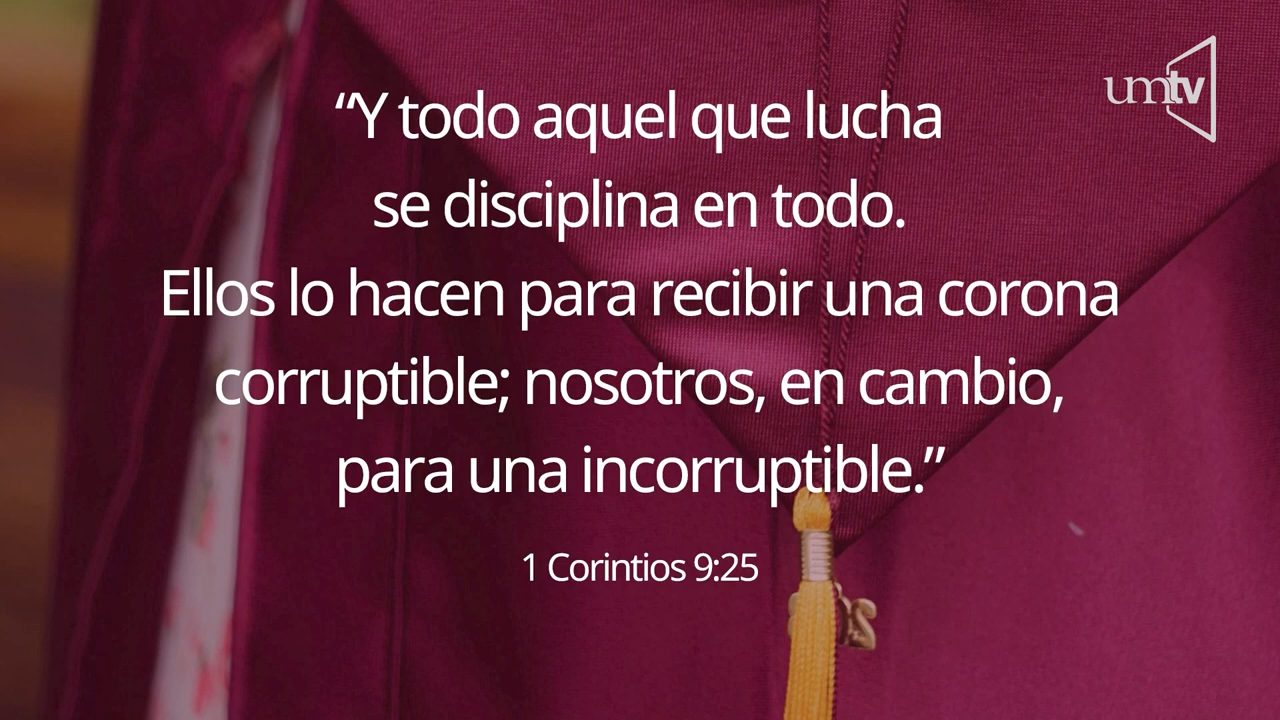 umtv
“Y todo aquel que lucha
se disciplina en todo.
Ellos lo hacen para recibir una corona
corruptible; nosotros, en cambio,
para una incorruptible.”
1 Corintios 9:25